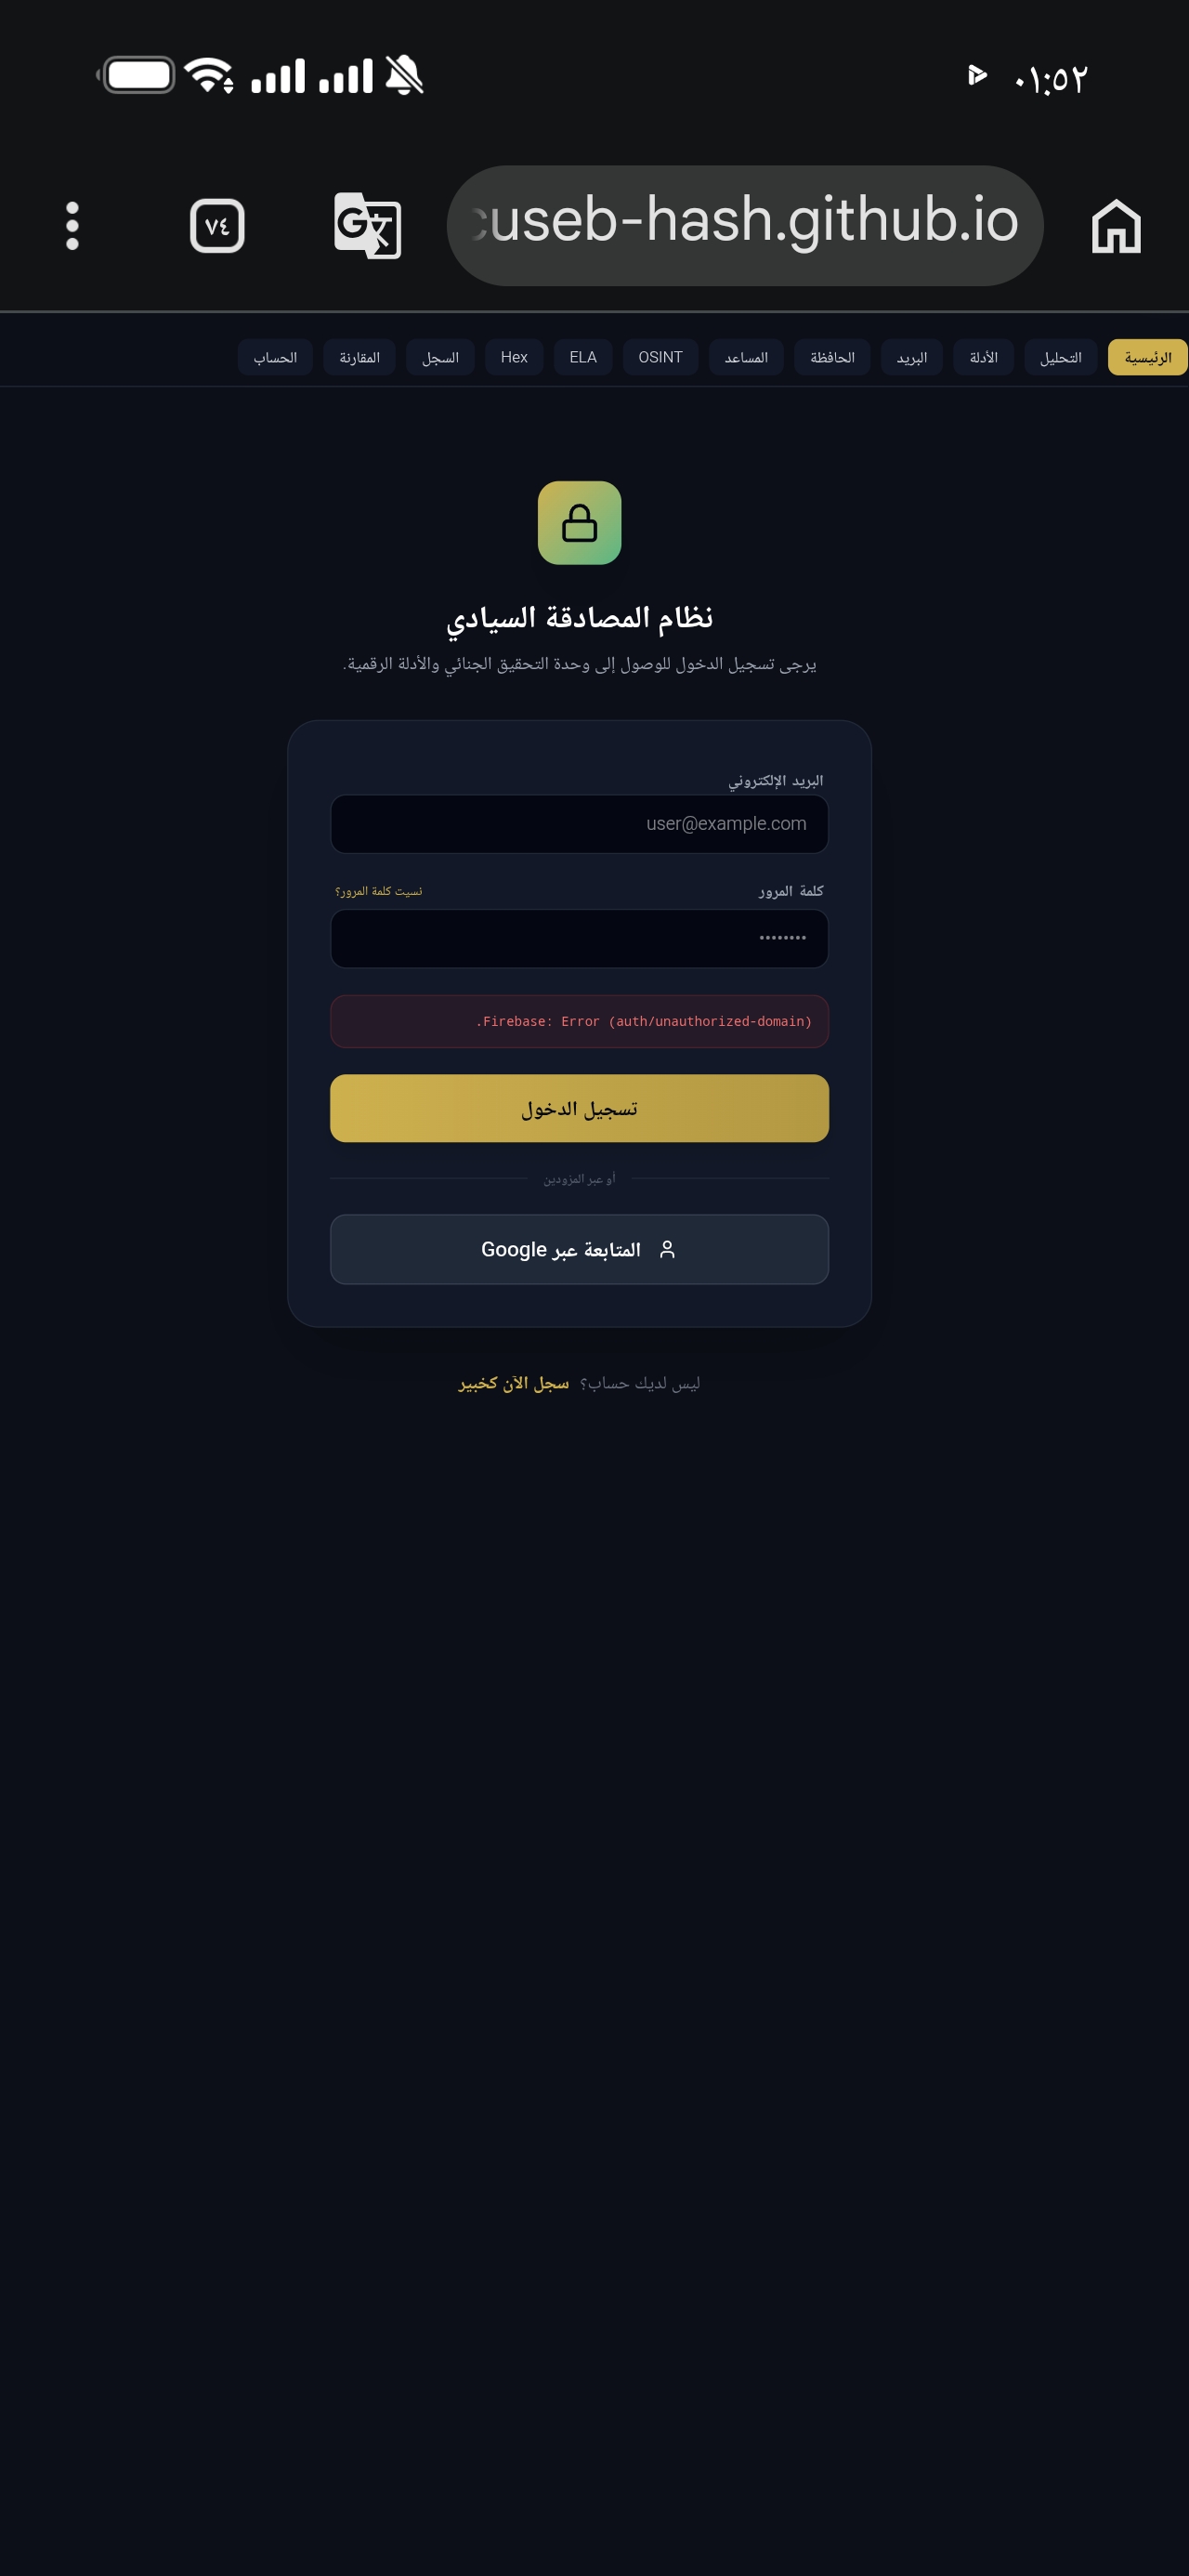 ٠١:٥٢
cuseb-hash.github.io
٧٤
الرئيسية
التحليل
الأدلة
البريد
الحافظة
المساعد
OSINT
ELA
Hex
السجل
المقارنة
الحساب
نظام المصادقة السيادي
يرجى تسجيل الدخول للوصول إلى وحدة التحقيق الجنائي والأدلة الرقمية.
البريد الإلكتروني
user@example.com
كلمة المرور
نسيت كلمة المرور؟
••••••••
.Firebase: Error (auth/unauthorized-domain)
تسجيل الدخول
أو عبر المزودين
المتابعة عبر Google
ليس لديك حساب؟ سجل الآن كخبير